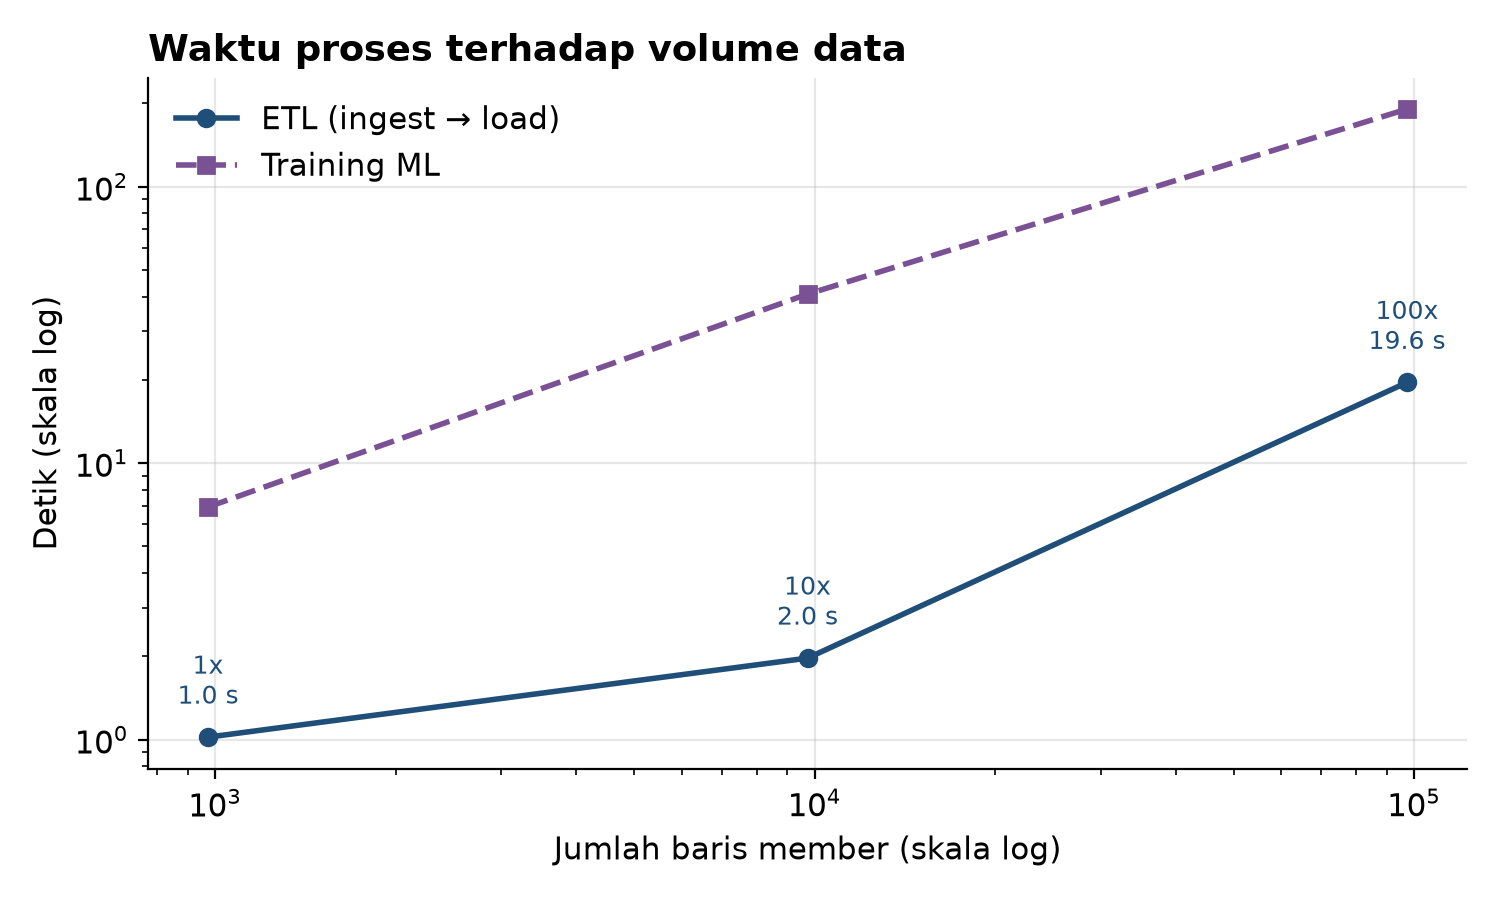 Waktu proses terhadap volume data
ETL (ingest → load)
Training ML
10²
10¹
10⁰
Detik (skala log)
1x
1.0 s
10x
2.0 s
100x
19.6 s
10³
10⁴
10⁵
Jumlah baris member (skala log)